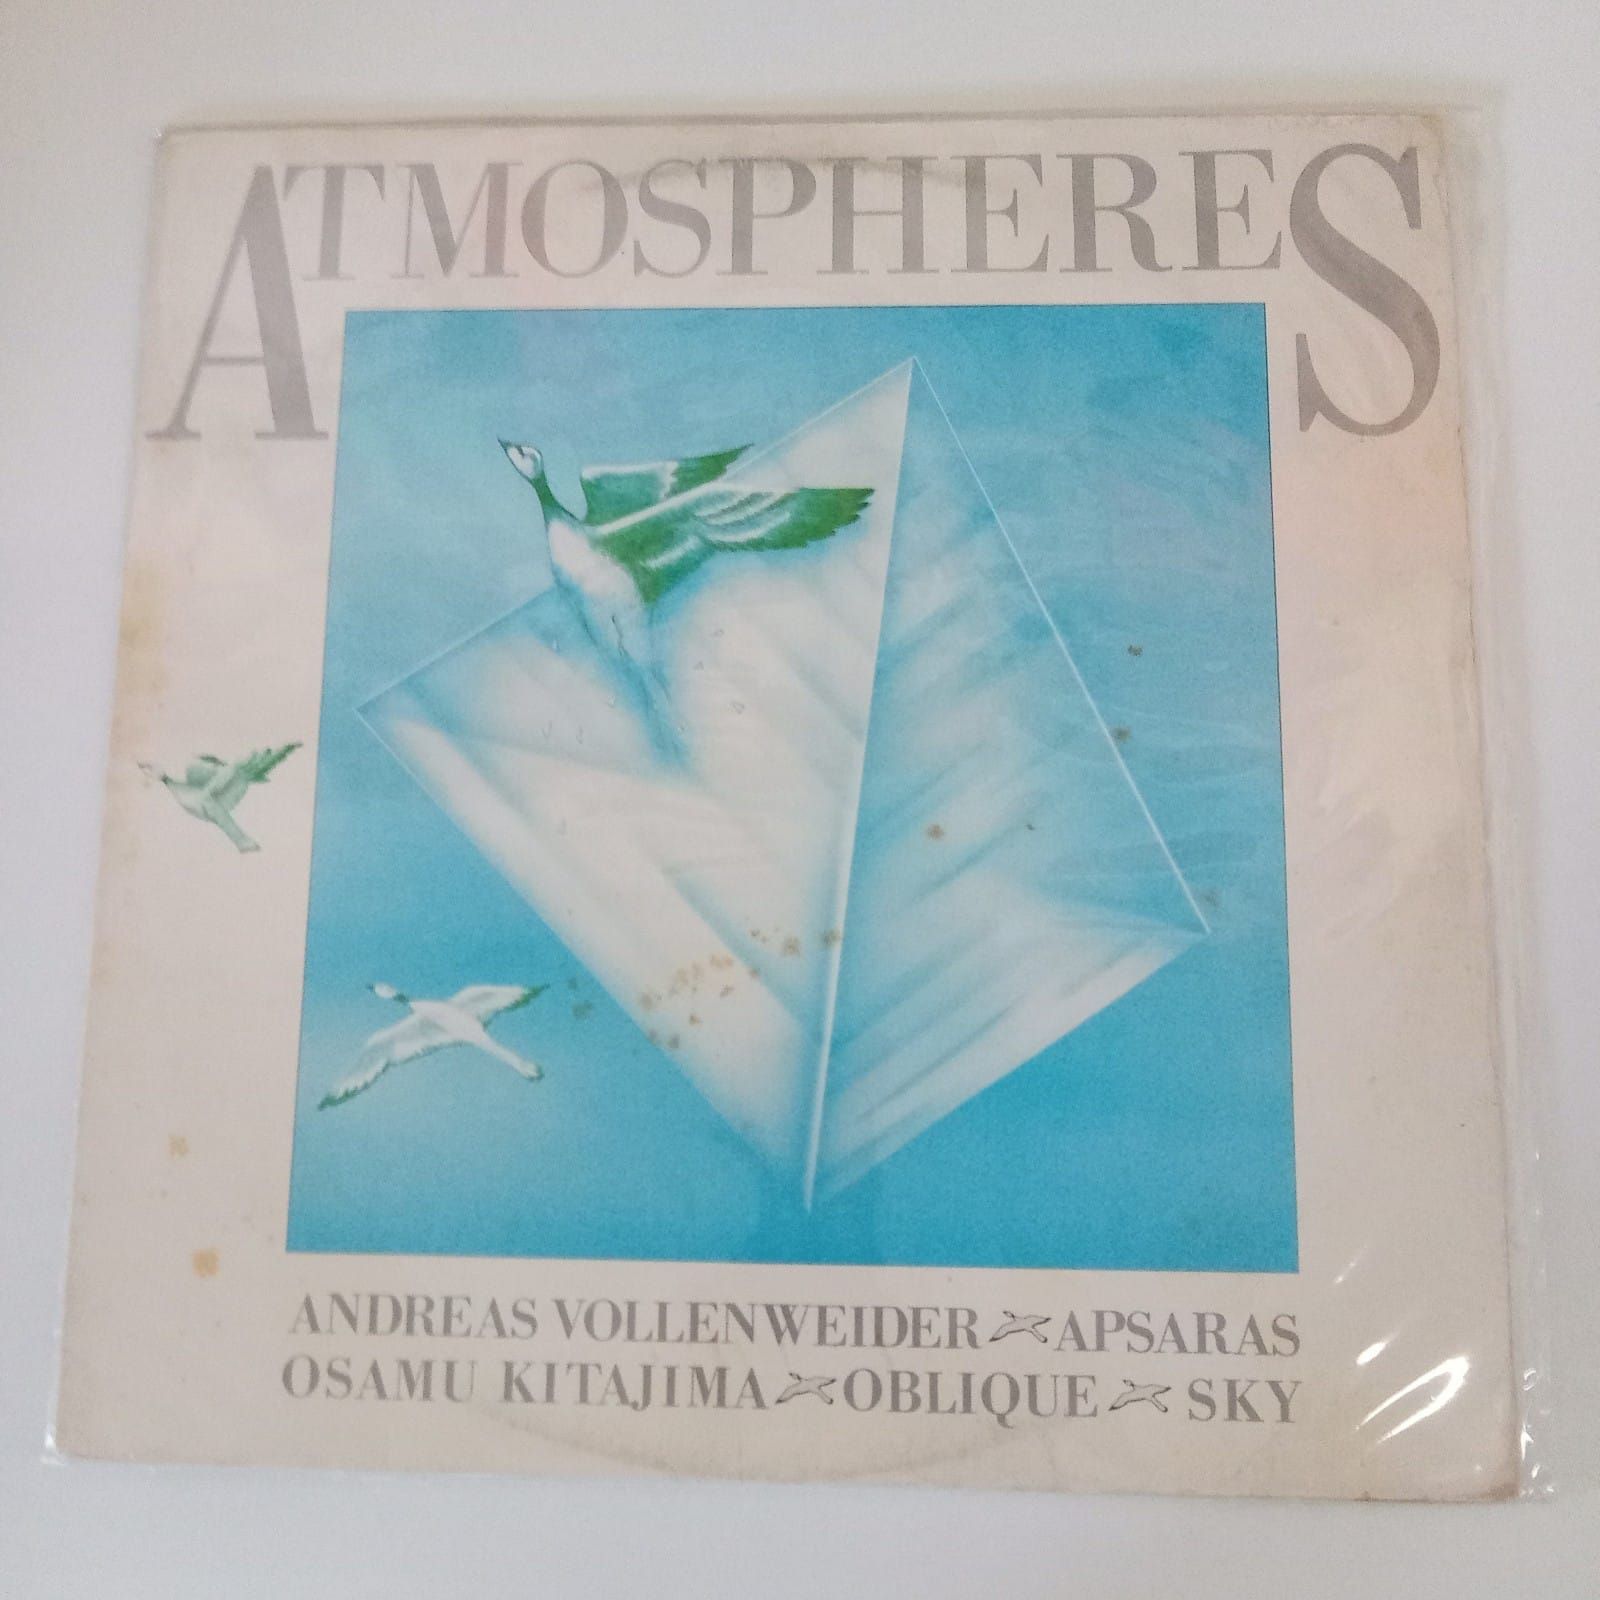 ATMOSPHERES
ANDREAS VOLLENWEIDER APSARAS
OSAMU KITAJIMA OBLIQUE SKY